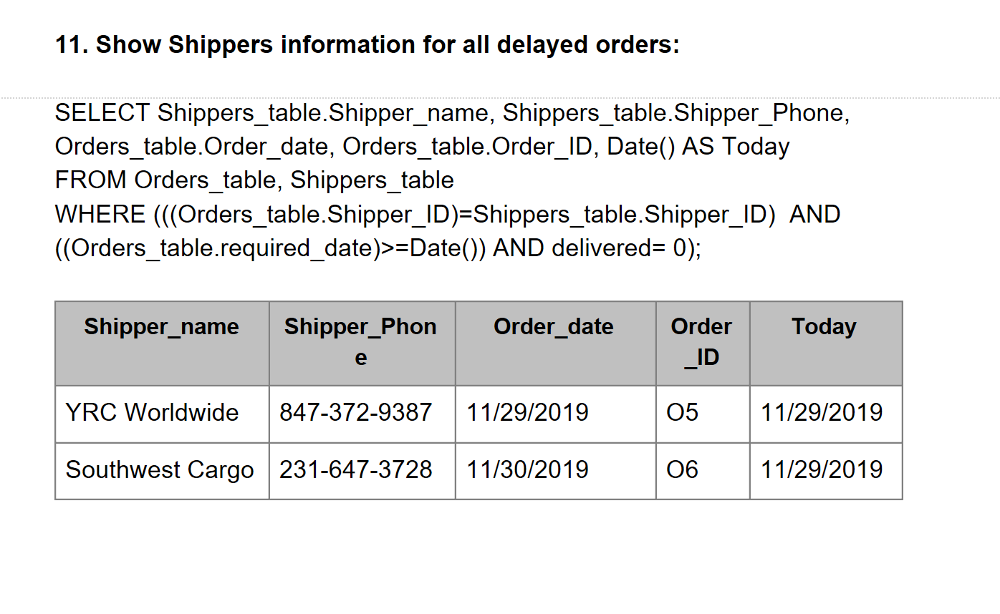 11. Show Shippers information for all delayed orders:
SELECT Shippers_table.Shipper_name, Shippers_table.Shipper_Phone,
Orders_table.Order_date, Orders_table.Order_ID, Date() AS Today
FROM Orders_table, Shippers_table
WHERE (((Orders_table.Shipper_ID)=Shippers_table.Shipper_ID)  AND
((Orders_table.required_date)>=Date()) AND delivered= 0);
Shipper_name Shipper_Phon Order_date Order Today
e _ID
YRC Worldwide 847-372-9387 11/29/2019 O5 11/29/2019
Southwest Cargo 231-647-3728 11/30/2019 O6 11/29/2019